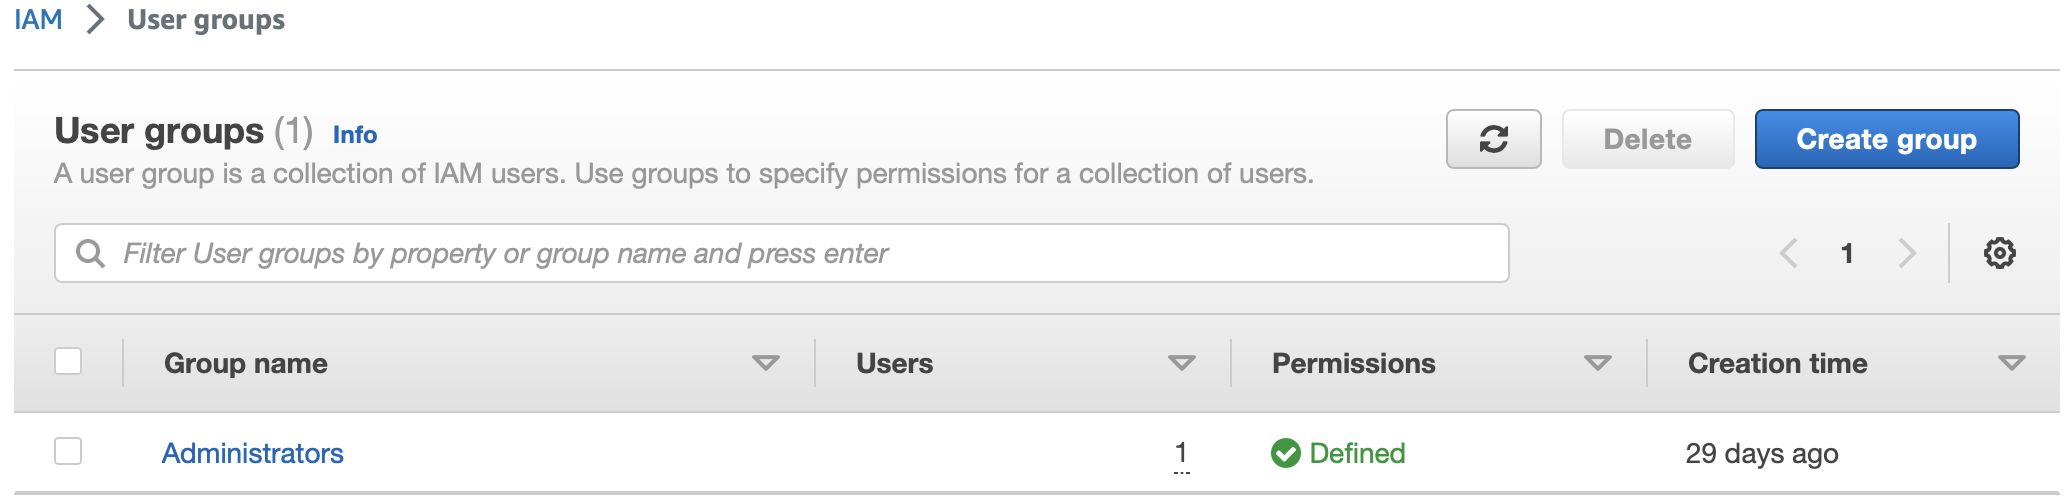 IAM > User groups
User groups (1) Info
A user group is a collection of IAM users. Use groups to specify permissions for a collection of users.
Delete
Create group
Filter User groups by property or group name and press enter
1
Group name Users Permissions Creation time
Administrators 1 Defined 29 days ago